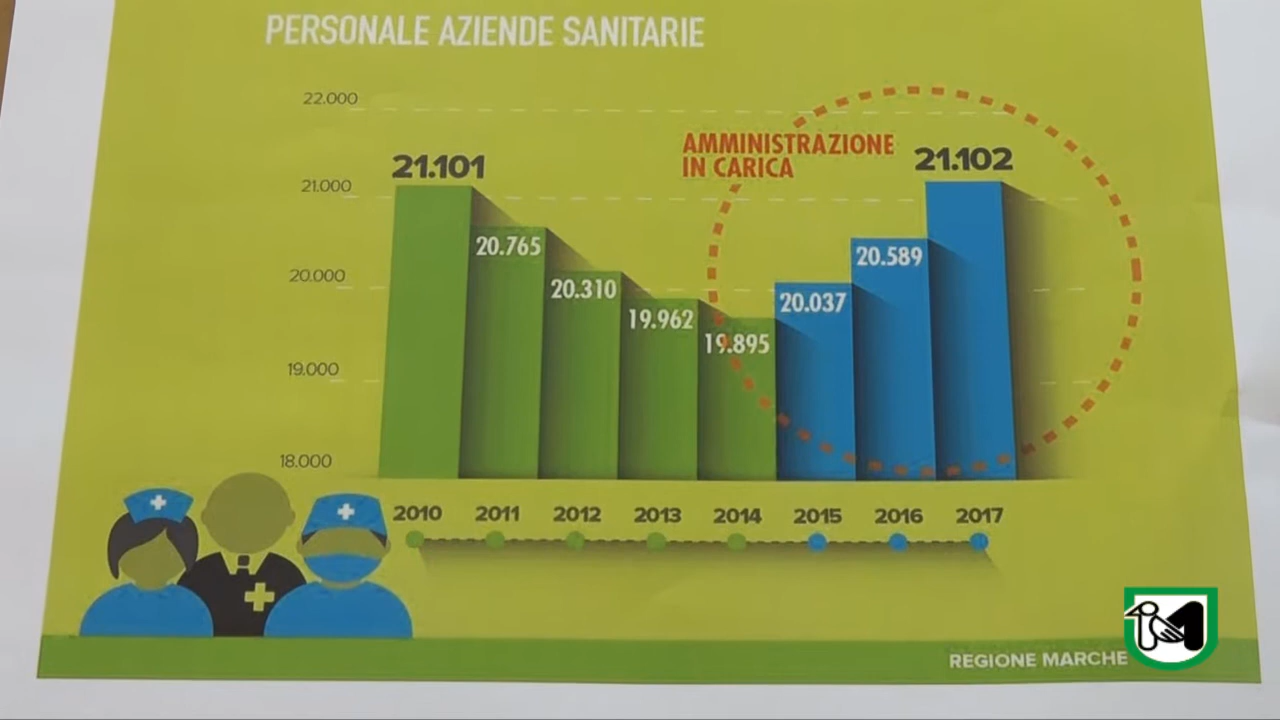 PERSONALE AZIENDE SANITARIE
22.000
21.000
20.000
19.000
18.000
AMMINISTRAZIONE
IN CARICA
21.101
20.765
20.310
19.962
19.895
20.037
20.589
21.102
2010 2011 2012 2013 2014 2015 2016 2017
REGIONE MARCHE